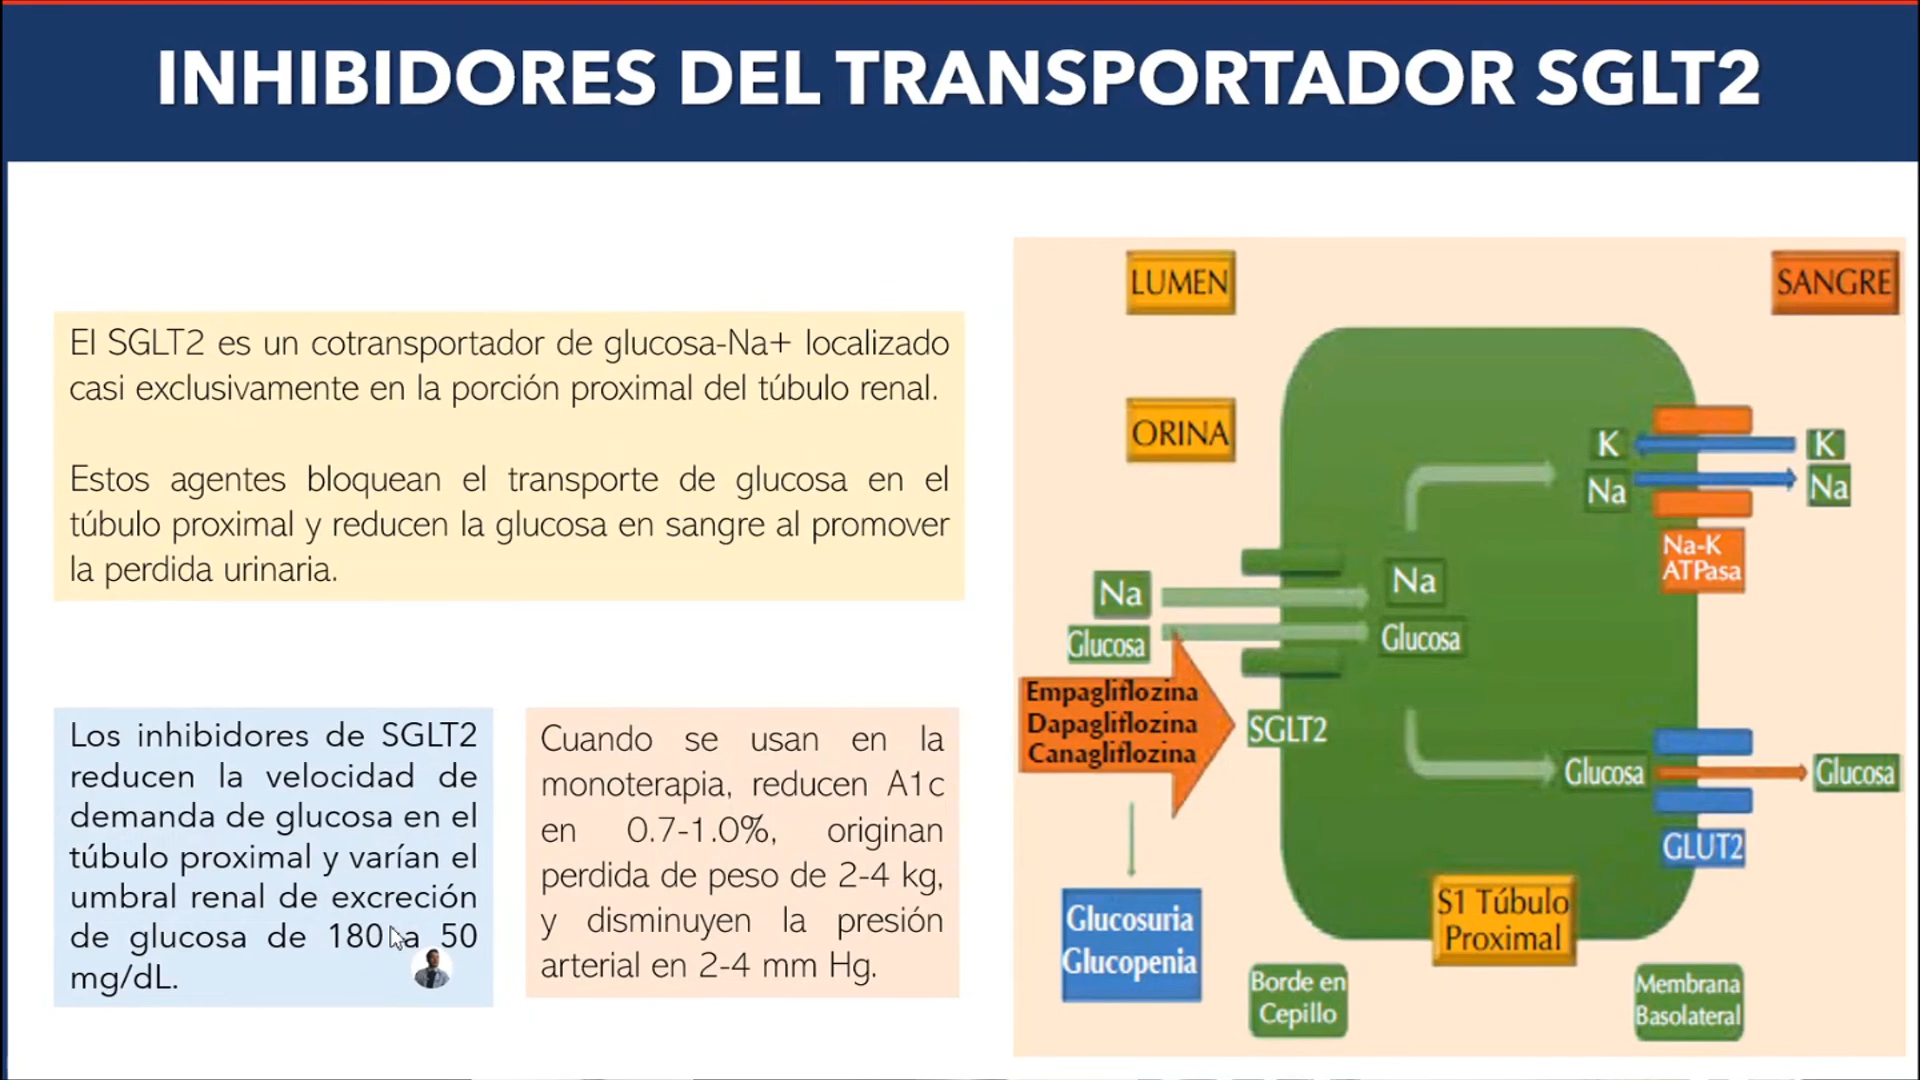 INHIBIDORES DEL TRANSPORTADOR SGLT2
El SGLT2 es un cotransportador de glucosa-Na+ localizado
casi exclusivamente en la porción proximal del túbulo renal.
Estos agentes bloquean el transporte de glucosa en el
túbulo proximal y reducen la glucosa en sangre al promover
la perdida urinaria.
Los inhibidores de SGLT2
reducen la velocidad de
demanda de glucosa en el
túbulo proximal y varían el
umbral renal de excreción
de glucosa de 180 a 50
mg/dL.
Cuando se usan en la
monoterapia, reducen A1c
en 0.7-1.0%, originan
perdida de peso de 2-4 kg,
y disminuyen la presión
arterial en 2-4 mm Hg.
LUMEN
SANGRE
ORINA
K
K
Na
Na
Na-K
ATPasa
Na
Na
Glucosa
Glucosa
Empagliflozina
Dapagliflozina
Canagliflozina
SGLT2
Glucosa
Glucosa
GLUT2
Glucosuria
Glucopenia
S1 Túbulo
Proximal
Borde en
Cepillo
Membrana
Basolateral